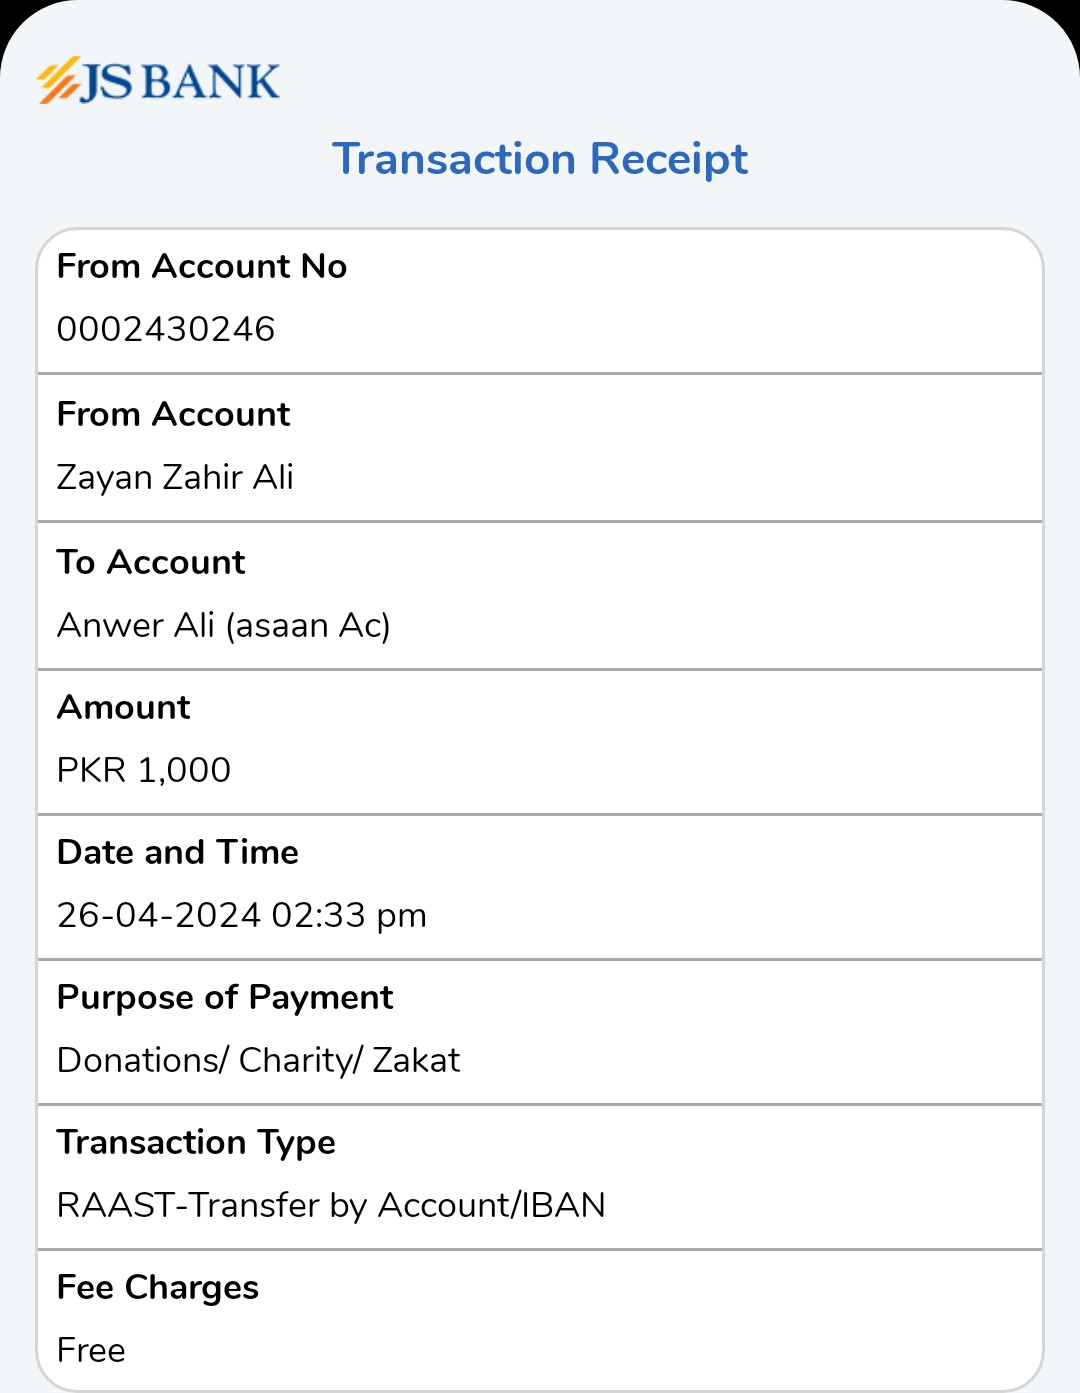 JS BANK
Transaction Receipt
From Account No
0002430246
From Account
Zayan Zahir Ali
To Account
Anwer Ali (asaan Ac)
Amount
PKR 1,000
Date and Time
26-04-2024 02:33 pm
Purpose of Payment
Donations/ Charity/ Zakat
Transaction Type
RAAST-Transfer by Account/IBAN
Fee Charges
Free